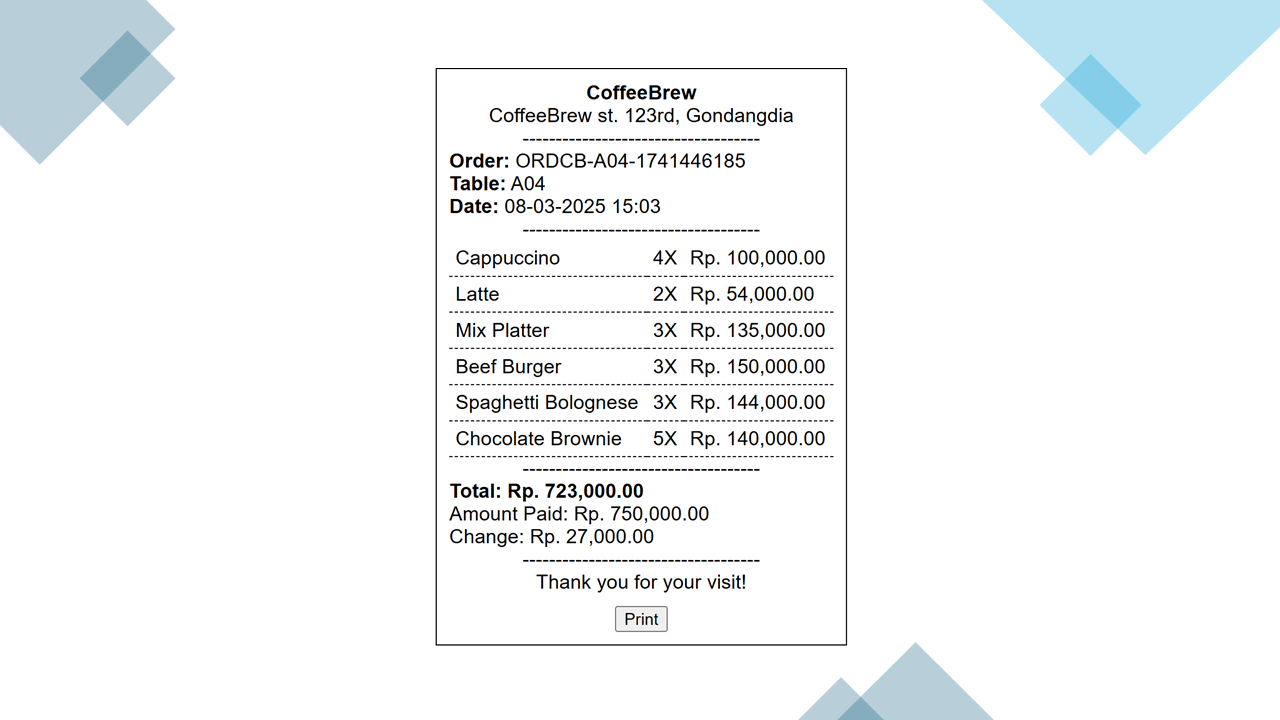 CoffeeBrew
CoffeeBrew st. 123rd, Gondangdia
------------------------------------
Order: ORDCB-A04-1741446185
Table: A04
Date: 08-03-2025 15:03
------------------------------------
Cappuccino 4X Rp. 100,000.00
Latte 2X Rp. 54,000.00
Mix Platter 3X Rp. 135,000.00
Beef Burger 3X Rp. 150,000.00
Spaghetti Bolognese 3X Rp. 144,000.00
Chocolate Brownie 5X Rp. 140,000.00
------------------------------------
Total: Rp. 723,000.00
Amount Paid: Rp. 750,000.00
Change: Rp. 27,000.00
------------------------------------
Thank you for your visit!
Print